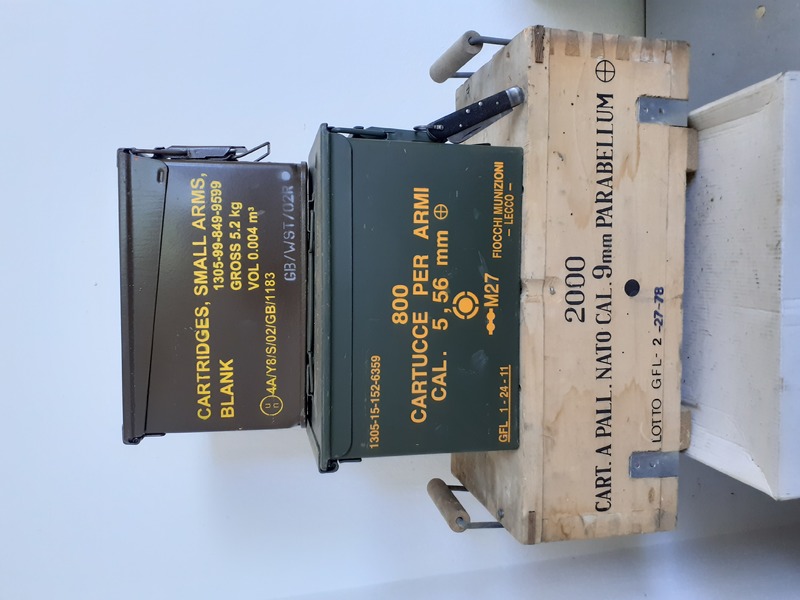 CARTRIDGES, SMALL ARMS,
1305-99-849-9599
BLANK
GROSS 5.2 kg
VOL 0.004 m³
u n 4A/Y8/S/02/GB/1183
GB/WST/02R
1305-15-152-6359
800
CARTUCCE PER ARMI
CAL. 5,56 mm ⊕
M27
FIOCCHI MUNIZIONI
- LECCO -
GFL 1-24-11
2000
CART. A PALL. NATO CAL. 9mm PARABELLUM ⊕
LOTTO GFL- 2 -27-78